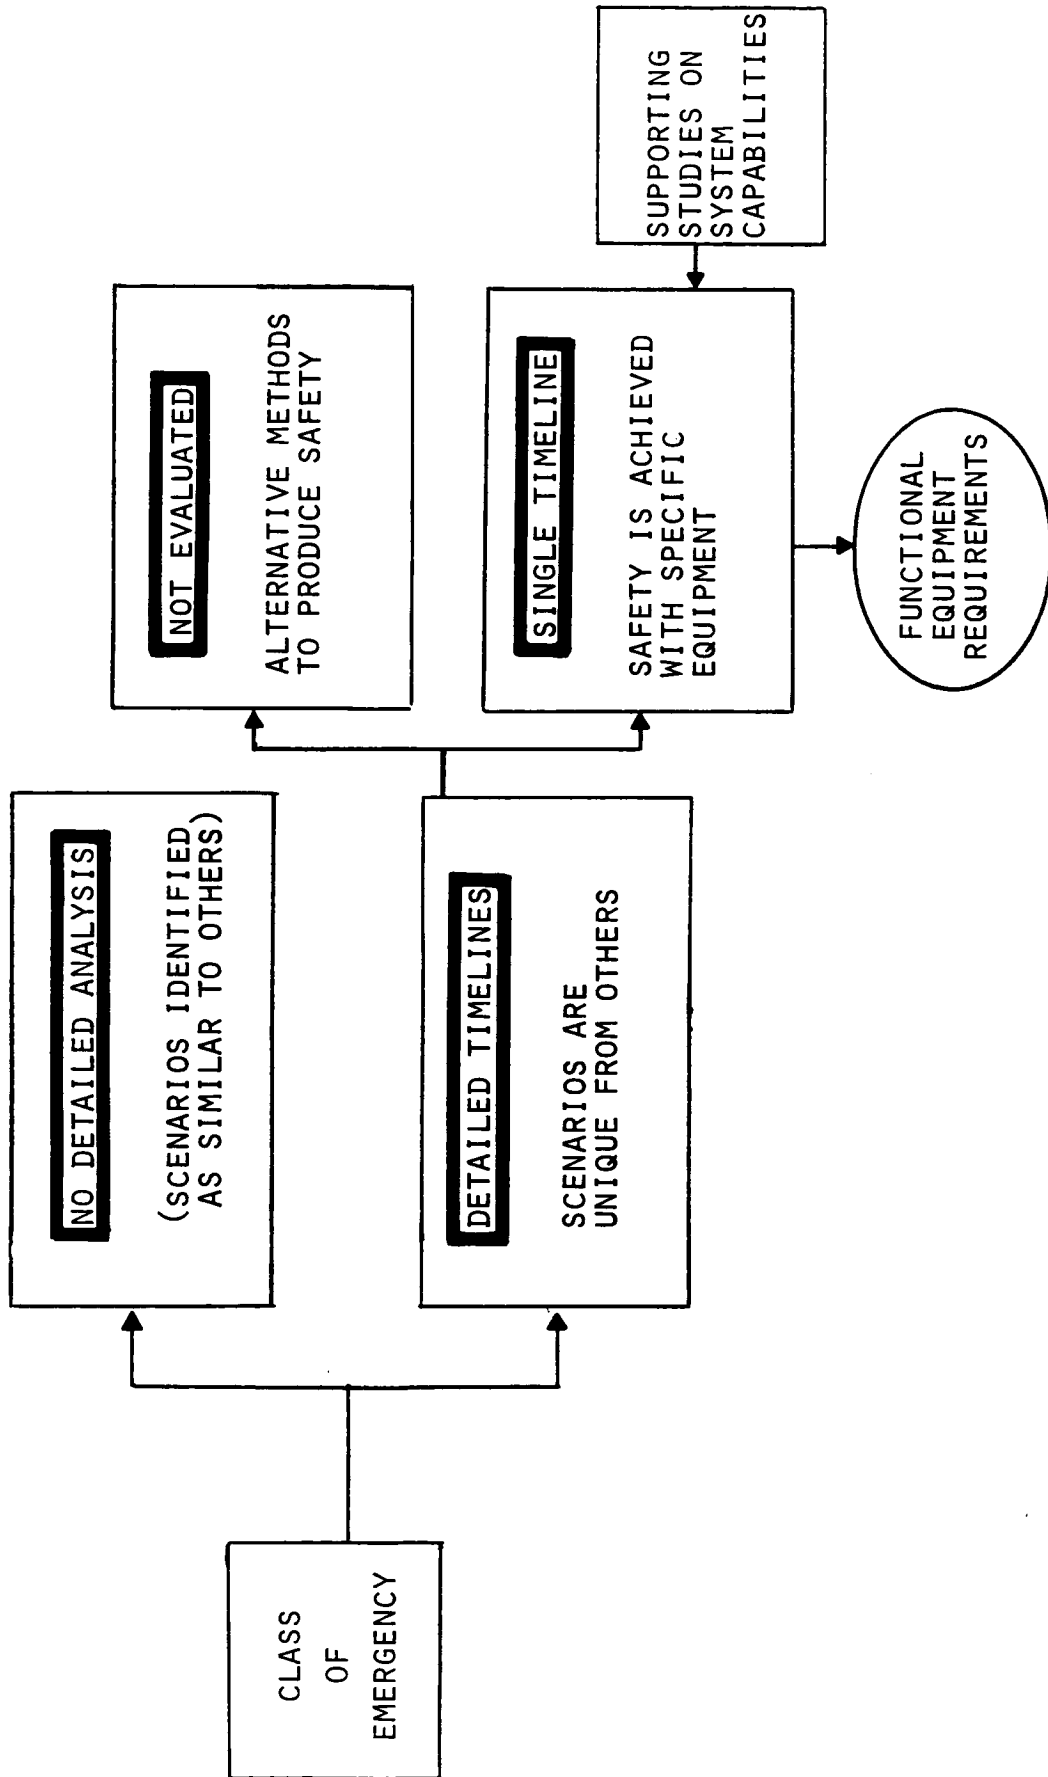 CLASS
OF
EMERGENCY
NO DETAILED ANALYSIS
(SCENARIOS IDENTIFIED
AS SIMILAR TO OTHERS)
DETAILED TIMELINES
SCENARIOS ARE
UNIQUE FROM OTHERS
NOT EVALUATED
ALTERNATIVE METHODS
TO PRODUCE SAFETY
SINGLE TIMELINE
SAFETY IS ACHIEVED
WITH SPECIFIC
EQUIPMENT
SUPPORTING
STUDIES ON
SYSTEM
CAPABILITIES
FUNCTIONAL
EQUIPMENT
REQUIREMENTS